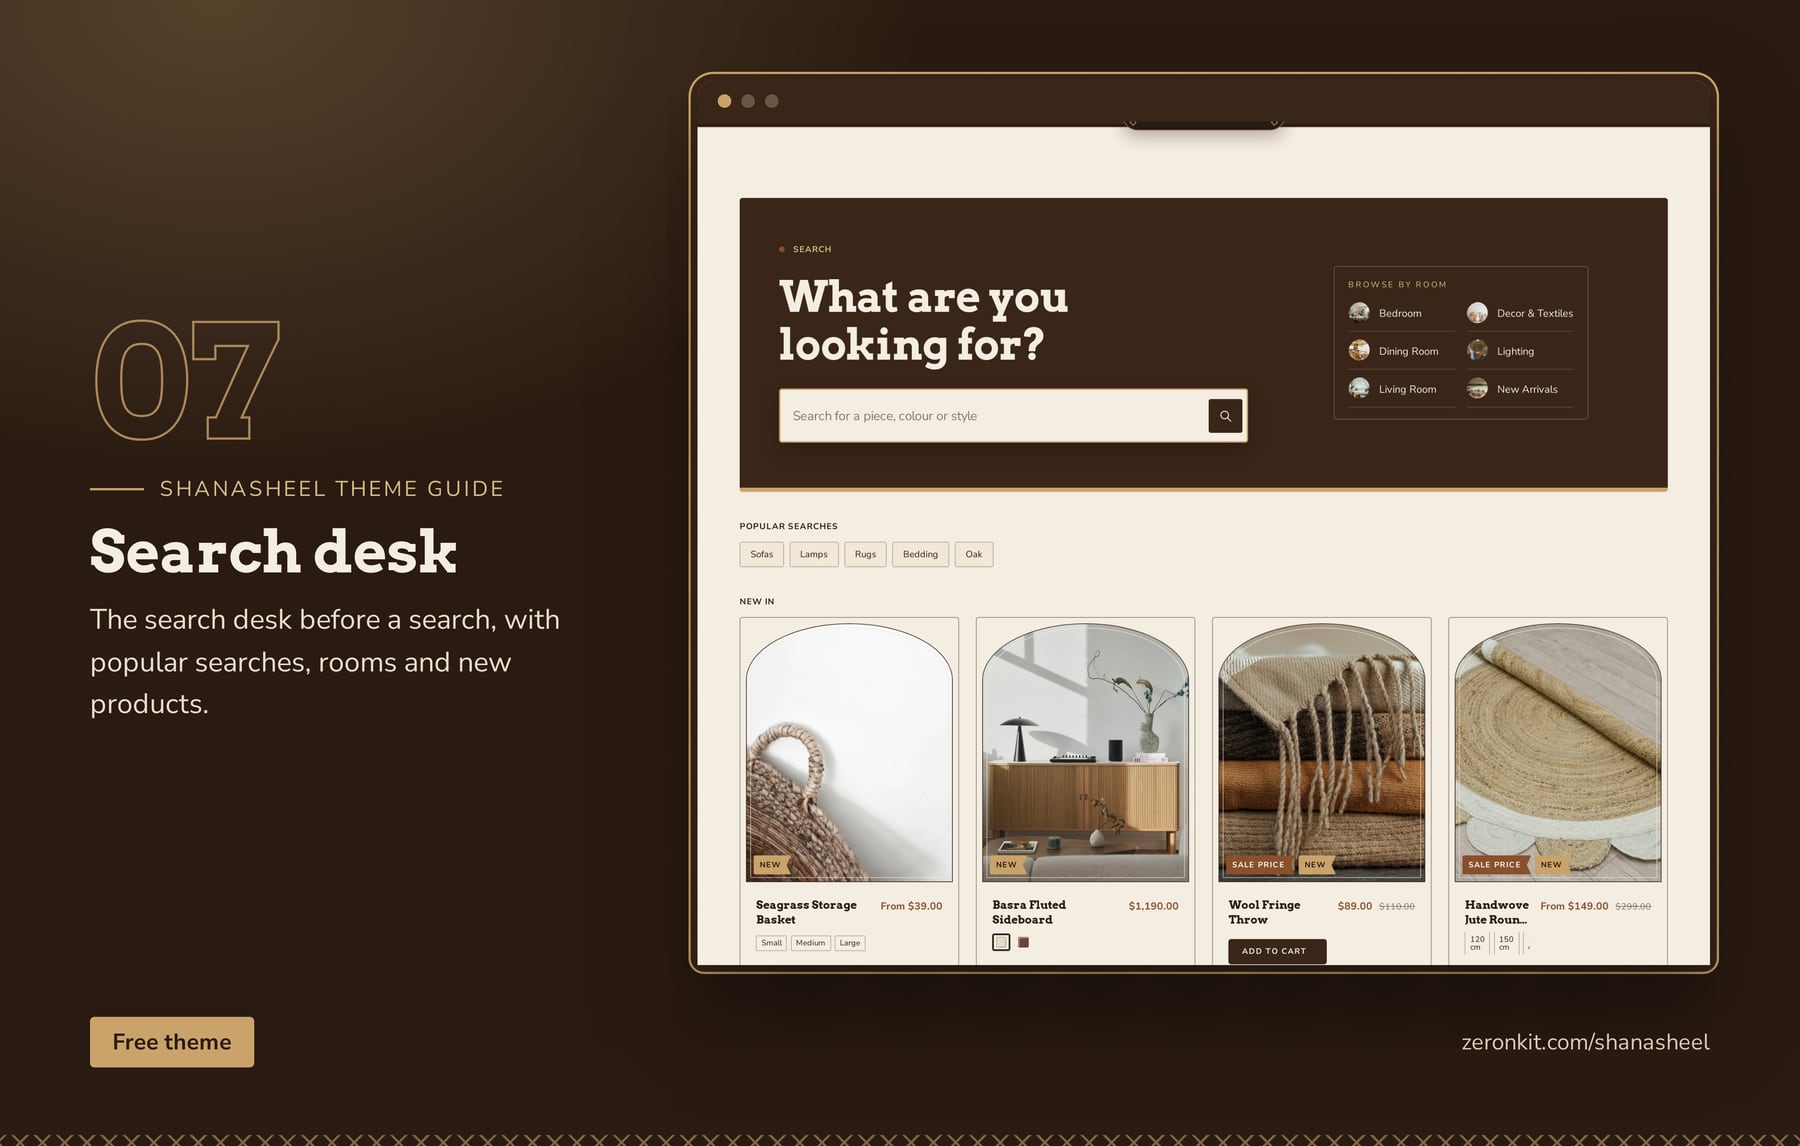 07
SHANASHEEL THEME GUIDE
Search desk
The search desk before a search, with
popular searches, rooms and new
products.
Free theme
SEARCH
What are you
looking for?
Search for a piece, colour or style
BROWSE BY ROOM
Bedroom
Decor & Textiles
Dining Room
Lighting
Living Room
New Arrivals
POPULAR SEARCHES
Sofas
Lamps
Rugs
Bedding
Oak
NEW IN
NEW
Seagrass Storage
Basket
From $39.00
Small
Medium
Large
NEW
Basra Fluted
Sideboard
$1,190.00
SALE PRICE
NEW
Wool Fringe
Throw
$89.00 $110.00
ADD TO CART
SALE PRICE
NEW
Handwove
Jute Roun...
From $149.00 $299.00
120
cm
150
cm
zeronkit.com/shanasheel